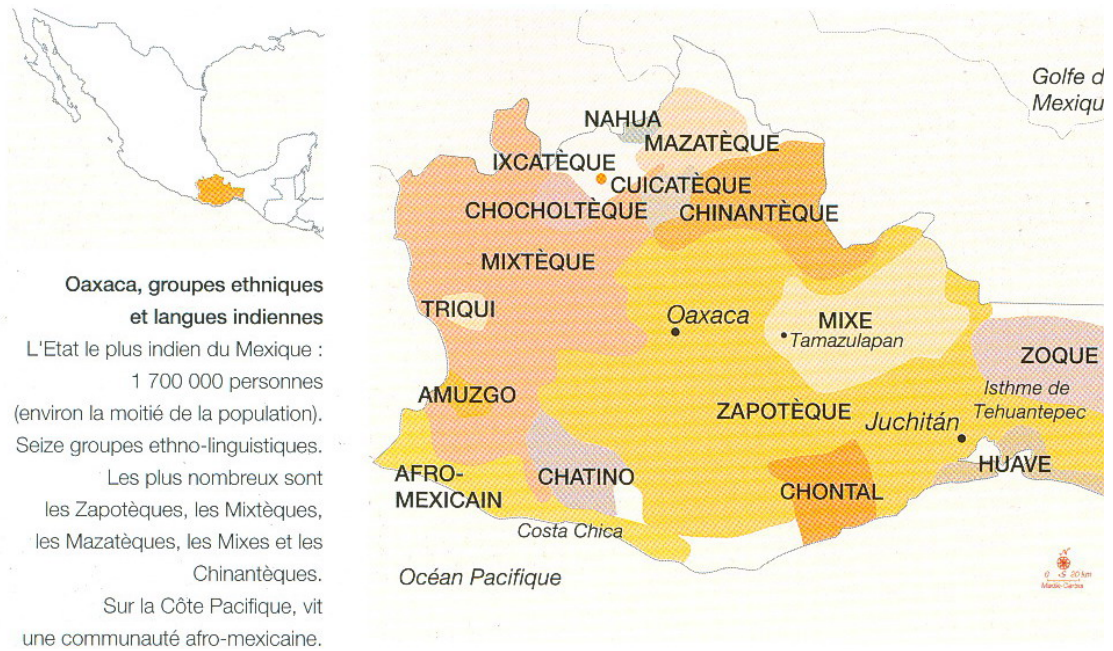 Oaxaca, groupes ethniques
et langues indiennes
L'Etat le plus indien du Mexique :
1 700 000 personnes
(environ la moitié de la population).
Seize groupes ethno-linguistiques.
Les plus nombreux sont
les Zapotèques, les Mixtèques,
les Mazatèques, les Mixes et les
Chinantèques.
Sur la Côte Pacifique, vit
une communauté afro-mexicaine.
Golfe d
Mexiqu
NAHUA
MAZATÈQUE
IXCATÈQUE
CUICATÈQUE
CHOCHOLTÈQUE
CHINANTÈQUE
MIXTÈQUE
TRIQUI
Oaxaca
MIXE
Tamazulapan
ZOQUE
AMUZGO
Isthme de
Tehuantepec
ZAPOTÈQUE
Juchitán
AFRO-
MEXICAIN
CHATINO
HUAVE
CHONTAL
Costa Chica
Océan Pacifique
N
0 S 20 km